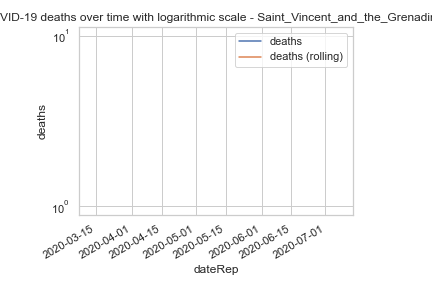 VID-19 deaths over time with logarithmic scale - Saint_Vincent_and_the_Grenadin
deaths
deaths (rolling)
10^1
10^0
deaths
2020-03-15
2020-04-01
2020-04-15
2020-05-01
2020-05-15
2020-06-01
2020-06-15
2020-07-01
dateRep